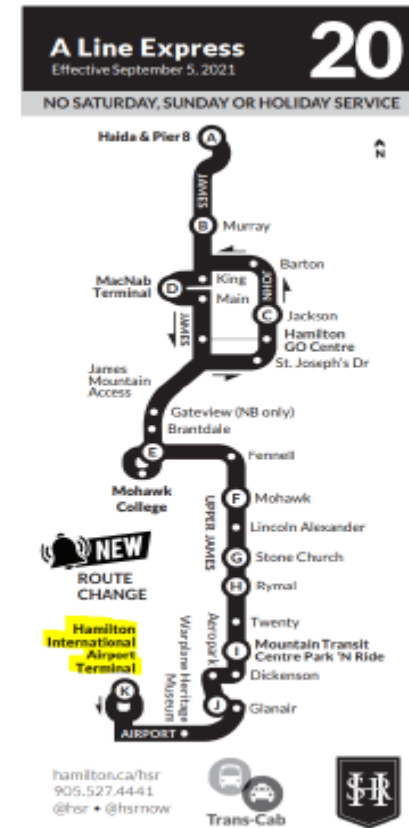 A Line Express
Effective September 5, 2021
20
NO SATURDAY, SUNDAY OR HOLIDAY SERVICE
Haida & Pier 8
A
N
JAMES
B
Murray
Barton
MacNab
Terminal
D
King
Main
JOHN
C
Jackson
Hamilton
GO Centre
JAMES
St. Joseph's Dr
James
Mountain
Access
Gateview (NB only)
Brantdale
E
Fennell
Mohawk
College
F
Mohawk
UPPER JAMES
Lincoln Alexander
NEW
ROUTE
CHANGE
G
Stone Church
H
Rymal
Hamilton
International
Airport
Terminal
Twenty
I
Mountain Transit
Centre Park 'N Ride
Dickenson
Aeropark
Warplane Heritage
Museum
K
J
Glanair
AIRPORT
hamilton.ca/hsr
905.527.4441
@hsr • @hsrnow
Trans-Cab
HSR